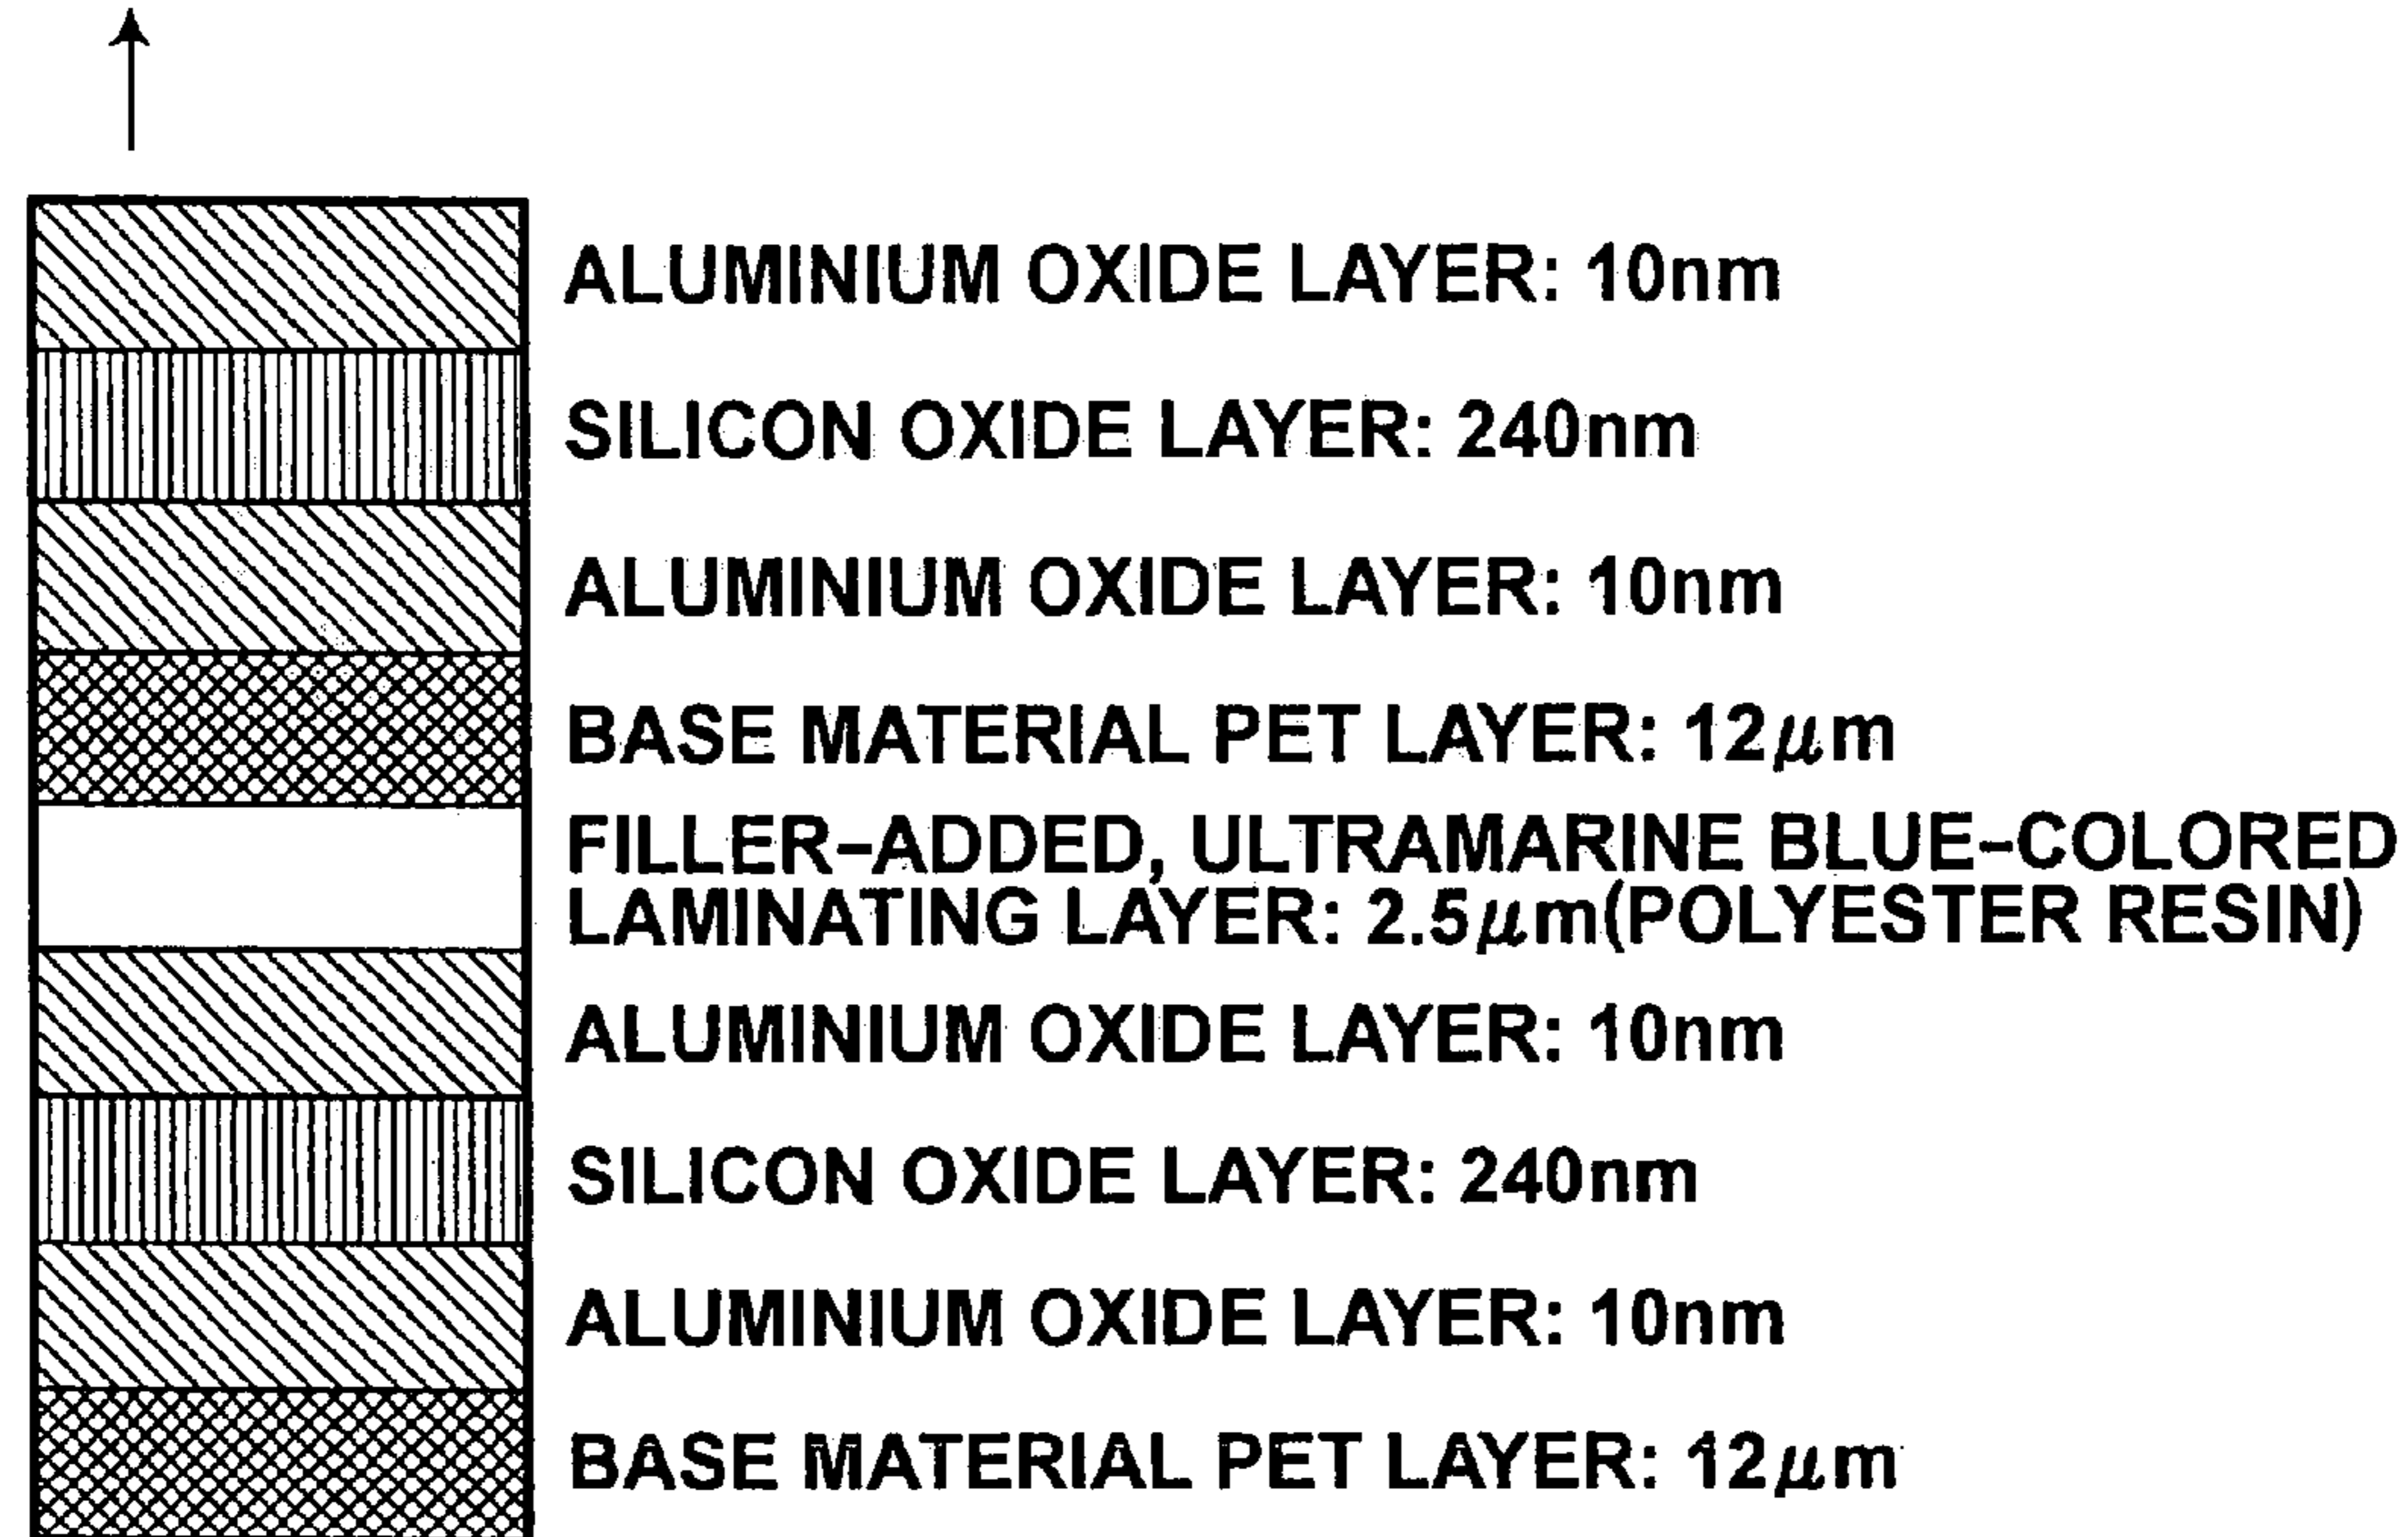 ALUMINIUM OXIDE LAYER: 10nm
SILICON OXIDE LAYER: 240nm
ALUMINIUM OXIDE LAYER: 10nm
BASE MATERIAL PET LAYER: 12μm
FILLER-ADDED, ULTRAMARINE BLUE-COLORED
LAMINATING LAYER: 2.5μm(POLYESTER RESIN)
ALUMINIUM OXIDE LAYER: 10nm
SILICON OXIDE LAYER: 240nm
ALUMINIUM OXIDE LAYER: 10nm
BASE MATERIAL PET LAYER: 12μm